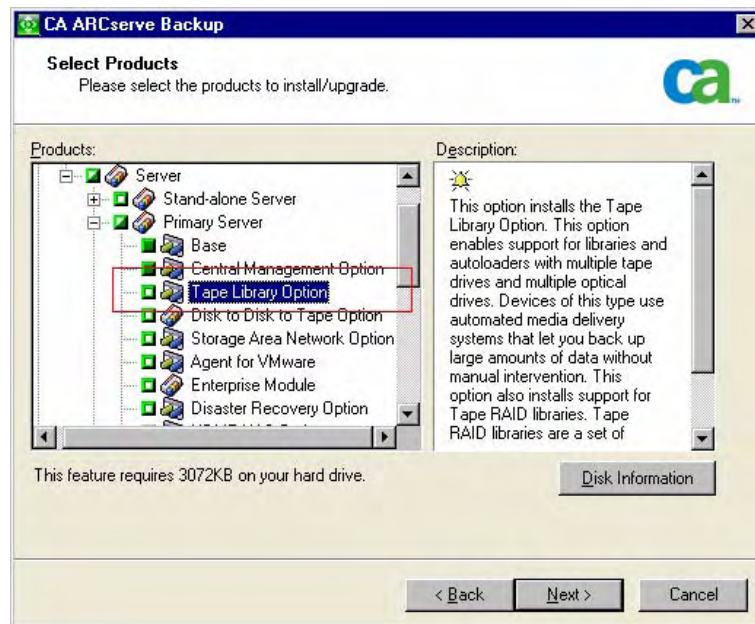 CA ARCserve Backup
Select Products
Please select the products to install/upgrade.
ca
Products:
Server
Stand-alone Server
Primary Server
Base
Central Management Option
Tape Library Option
Disk to Disk to Tape Option
Storage Area Network Option
Agent for VMware
Enterprise Module
Disaster Recovery Option
Description:
This option installs the Tape
Library Option. This option
enables support for libraries and
autoloaders with multiple tape
drives and multiple optical
drives. Devices of this type use
automated media delivery
systems that let you back up
large amounts of data without
manual intervention. This
option also installs support for
Tape RAID libraries. Tape
RAID libraries are a set of
This feature requires 3072KB on your hard drive.
Disk Information
< Back
Next >
Cancel